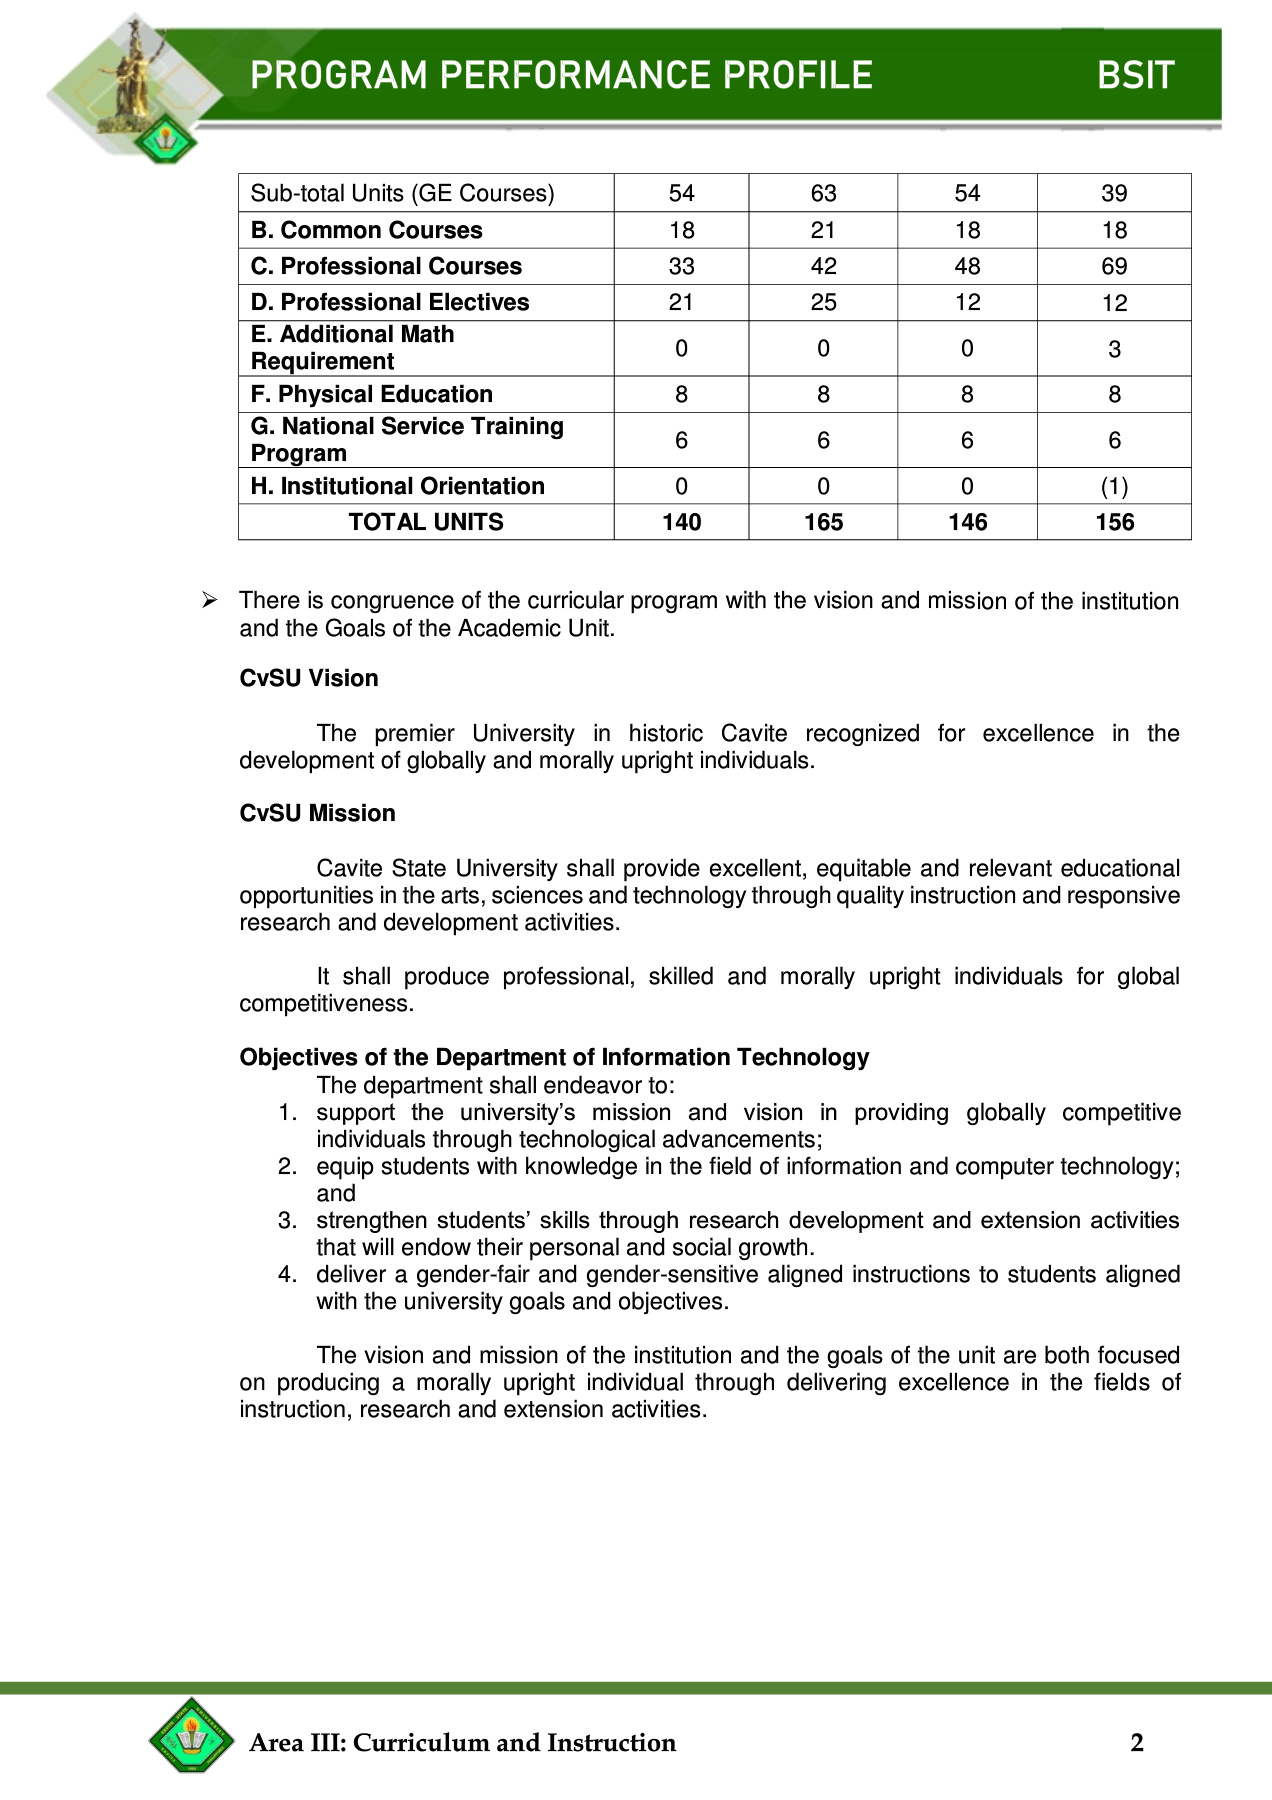 PROGRAM PERFORMANCE PROFILE BSIT
Sub-total Units (GE Courses) 54 63 54 39
B. Common Courses 18 21 18 18
C. Professional Courses 33 42 48 69
D. Professional Electives 21 25 12 12
E. Additional Math
Requirement 0 0 0 3
F. Physical Education 8 8 8 8
G. National Service Training
Program 6 6 6 6
H. Institutional Orientation 0 0 0 (1)
TOTAL UNITS 140 165 146 156
➢ There is congruence of the curricular program with the vision and mission of the institution
and the Goals of the Academic Unit.
CvSU Vision
The premier University in historic Cavite recognized for excellence in the
development of globally and morally upright individuals.
CvSU Mission
Cavite State University shall provide excellent, equitable and relevant educational
opportunities in the arts, sciences and technology through quality instruction and responsive
research and development activities.
It shall produce professional, skilled and morally upright individuals for global
competitiveness.
Objectives of the Department of Information Technology
The department shall endeavor to:
1. support the university’s mission and vision in providing globally competitive
individuals through technological advancements;
2. equip students with knowledge in the field of information and computer technology;
and
3. strengthen students’ skills through research development and extension activities
that will endow their personal and social growth.
4. deliver a gender-fair and gender-sensitive aligned instructions to students aligned
with the university goals and objectives.
The vision and mission of the institution and the goals of the unit are both focused
on producing a morally upright individual through delivering excellence in the fields of
instruction, research and extension activities.
Area III: Curriculum and Instruction 2